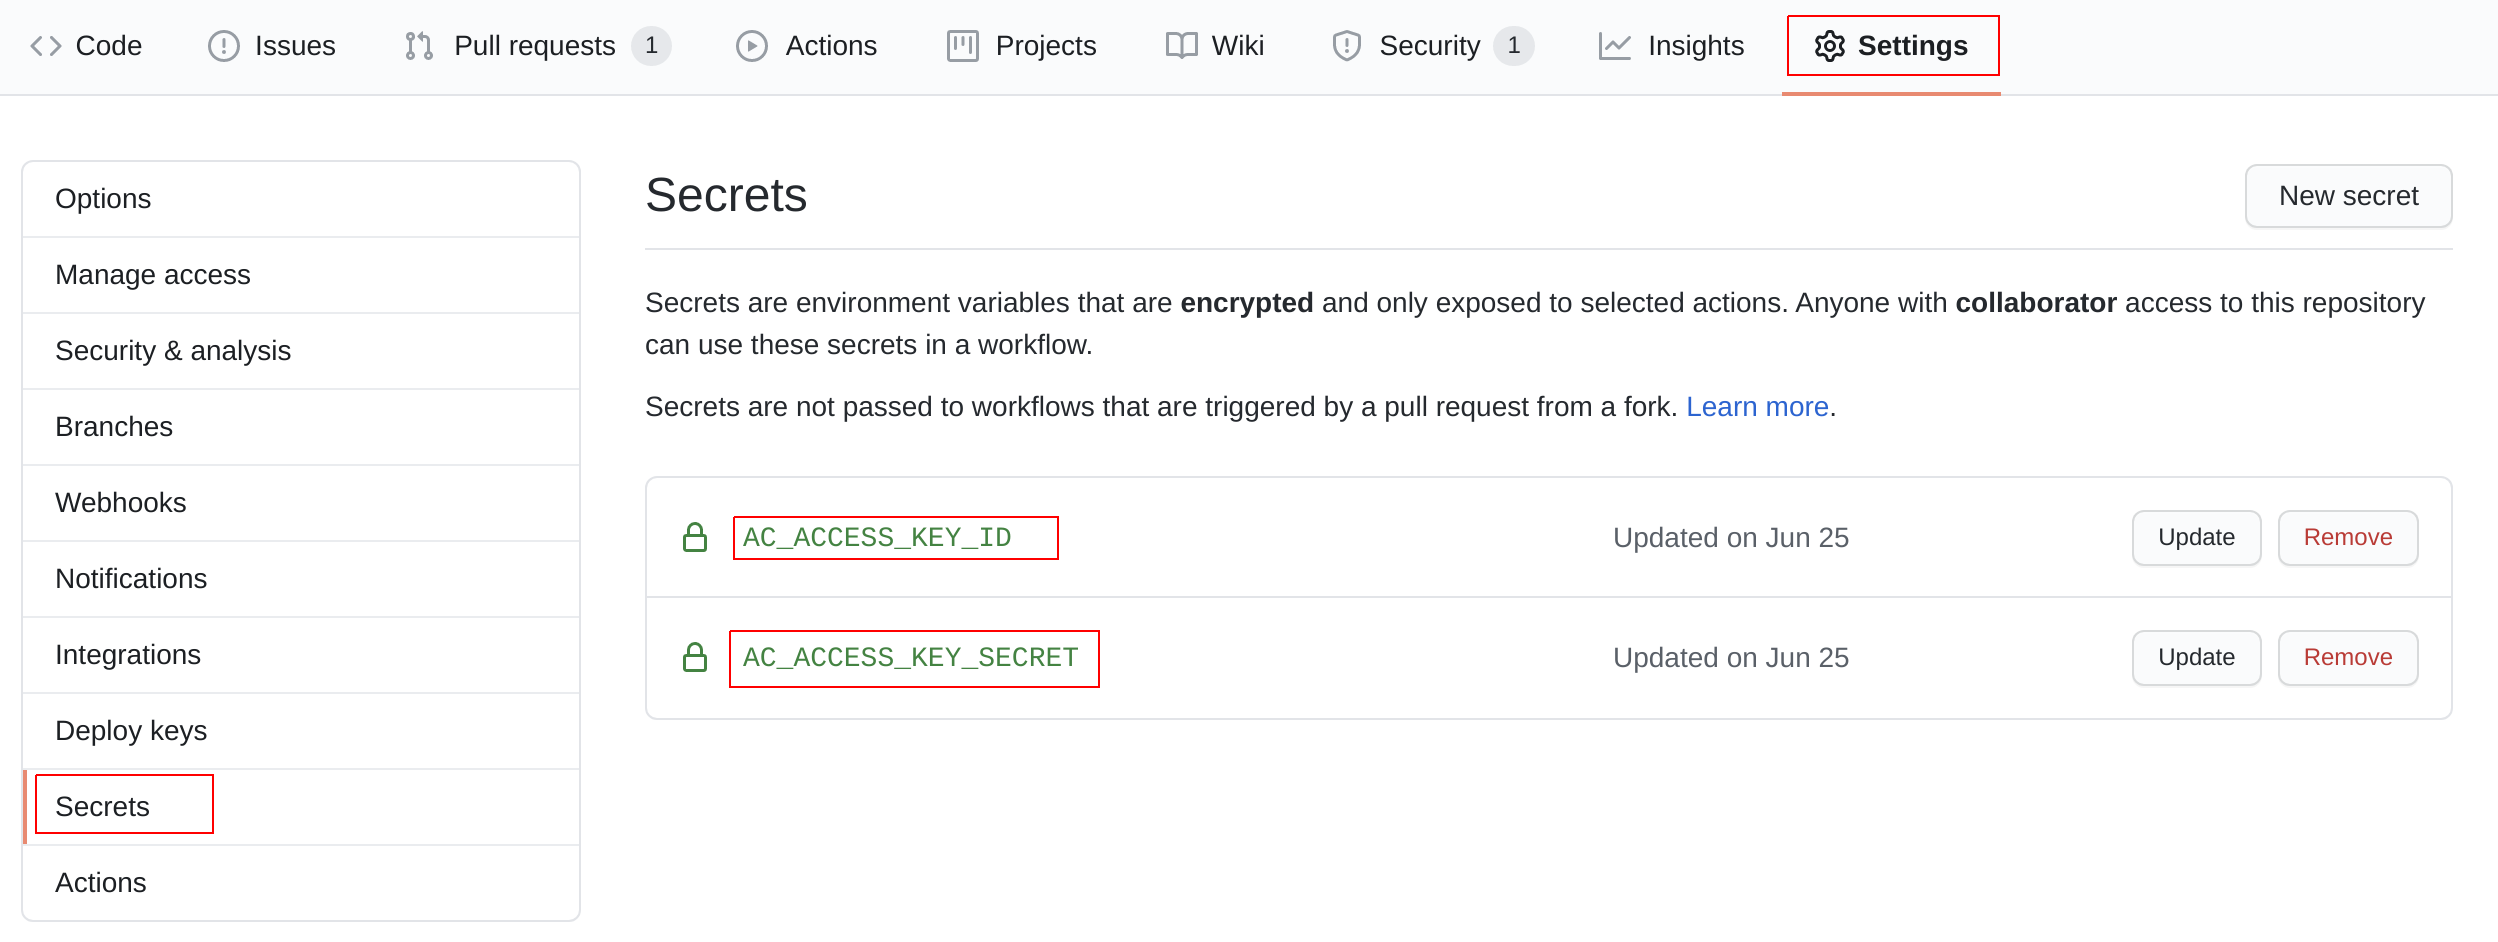 Code Issues Pull requests 1 Actions Projects Wiki Security 1 Insights Settings
Options
Manage access
Security & analysis
Branches
Webhooks
Notifications
Integrations
Deploy keys
Secrets
Actions
Secrets New secret
Secrets are environment variables that are encrypted and only exposed to selected actions. Anyone with collaborator access to this repository
can use these secrets in a workflow.
Secrets are not passed to workflows that are triggered by a pull request from a fork. Learn more.
AC_ACCESS_KEY_ID Updated on Jun 25 Update Remove
AC_ACCESS_KEY_SECRET Updated on Jun 25 Update Remove